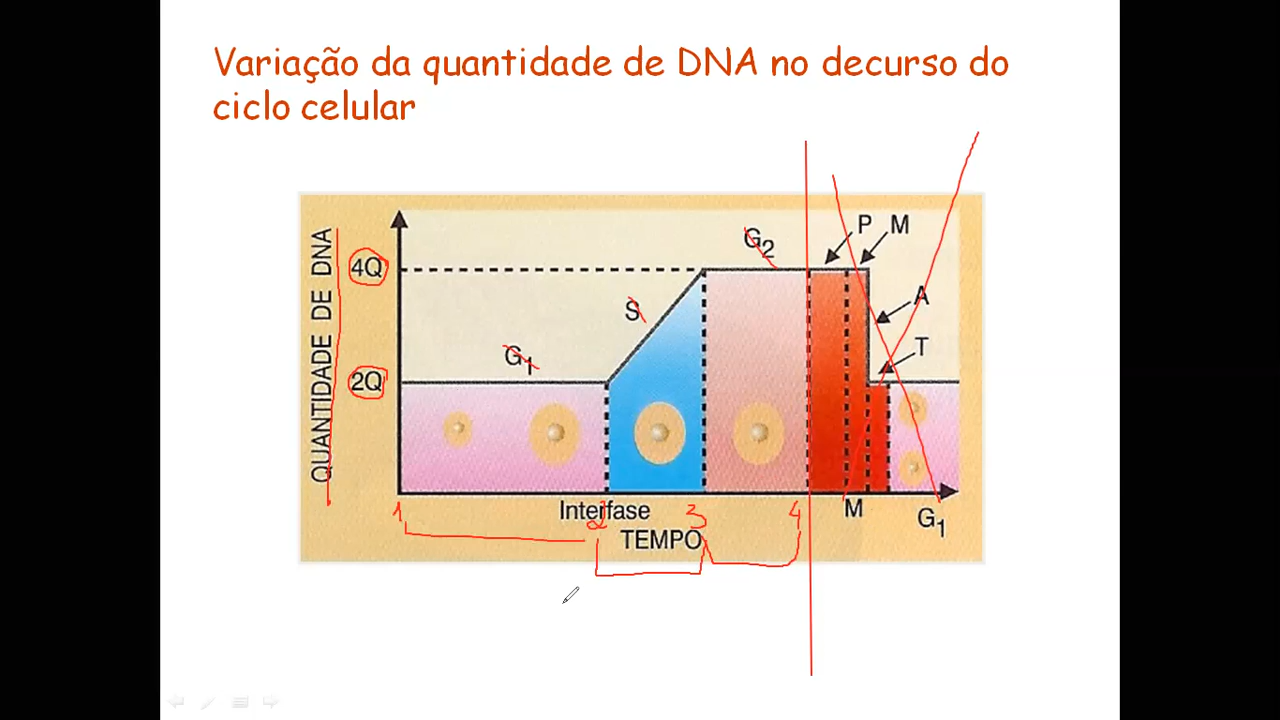 Variação da quantidade de DNA no decurso do
ciclo celular
QUANTIDADE DE DNA
4Q
2Q
G1
S
G2
P
M
A
T
1
2
3
4
Interfase
TEMPO
M
G1